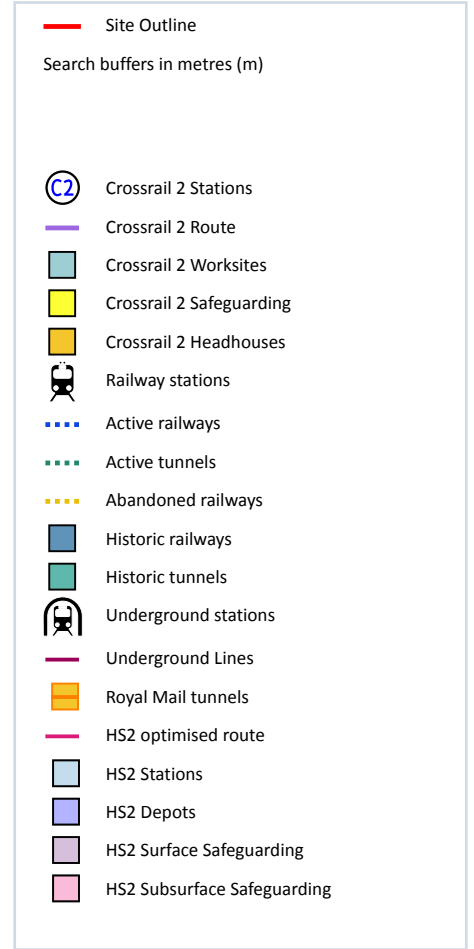 Site Outline
Search buffers in metres (m)
C2 Crossrail 2 Stations
Crossrail 2 Route
Crossrail 2 Worksites
Crossrail 2 Safeguarding
Crossrail 2 Headhouses
Railway stations
Active railways
Active tunnels
Abandoned railways
Historic railways
Historic tunnels
Underground stations
Underground Lines
Royal Mail tunnels
HS2 optimised route
HS2 Stations
HS2 Depots
HS2 Surface Safeguarding
HS2 Subsurface Safeguarding